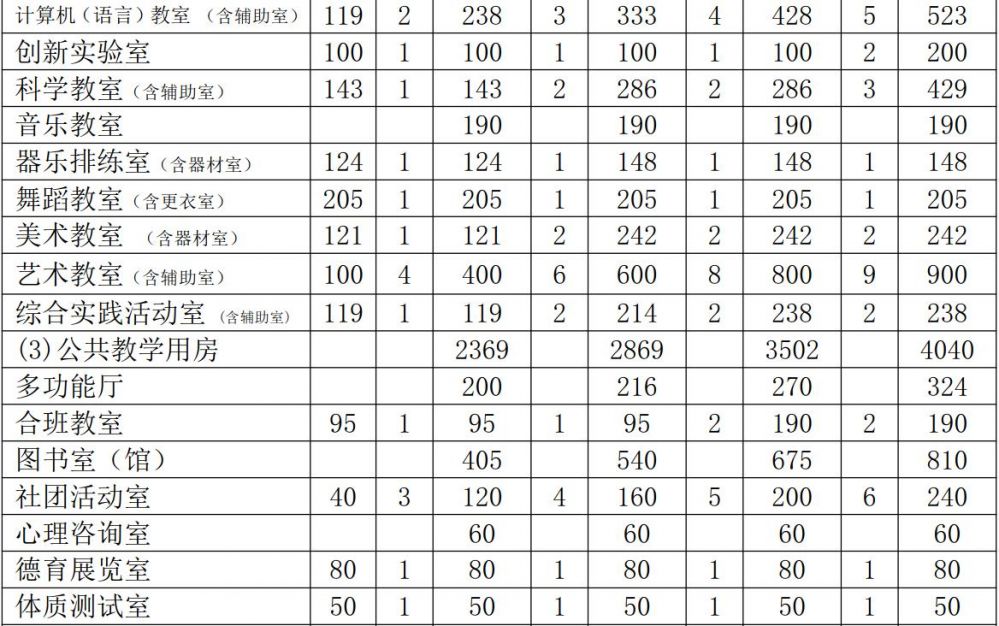 计算机（语言）教室 （含辅助室） 119 2 238 3 333 4 428 5 523
创新实验室 100 1 100 1 100 1 100 2 200
科学教室（含辅助室） 143 1 143 2 286 2 286 3 429
音乐教室 190 190 190 190
器乐排练室（含器材室） 124 1 124 1 148 1 148 1 148
舞蹈教室（含更衣室） 205 1 205 1 205 1 205 1 205
美术教室 （含器材室） 121 1 121 2 242 2 242 2 242
艺术教室（含辅助室） 100 4 400 6 600 8 800 9 900
综合实践活动室 （含辅助室） 119 1 119 2 214 2 238 2 238
(3)公共教学用房 2369 2869 3502 4040
多功能厅 200 216 270 324
合班教室 95 1 95 1 95 2 190 2 190
图书室（馆） 405 540 675 810
社团活动室 40 3 120 4 160 5 200 6 240
心理咨询室 60 60 60 60
德育展览室 80 1 80 1 80 1 80 1 80
体质测试室 50 1 50 1 50 1 50 1 50